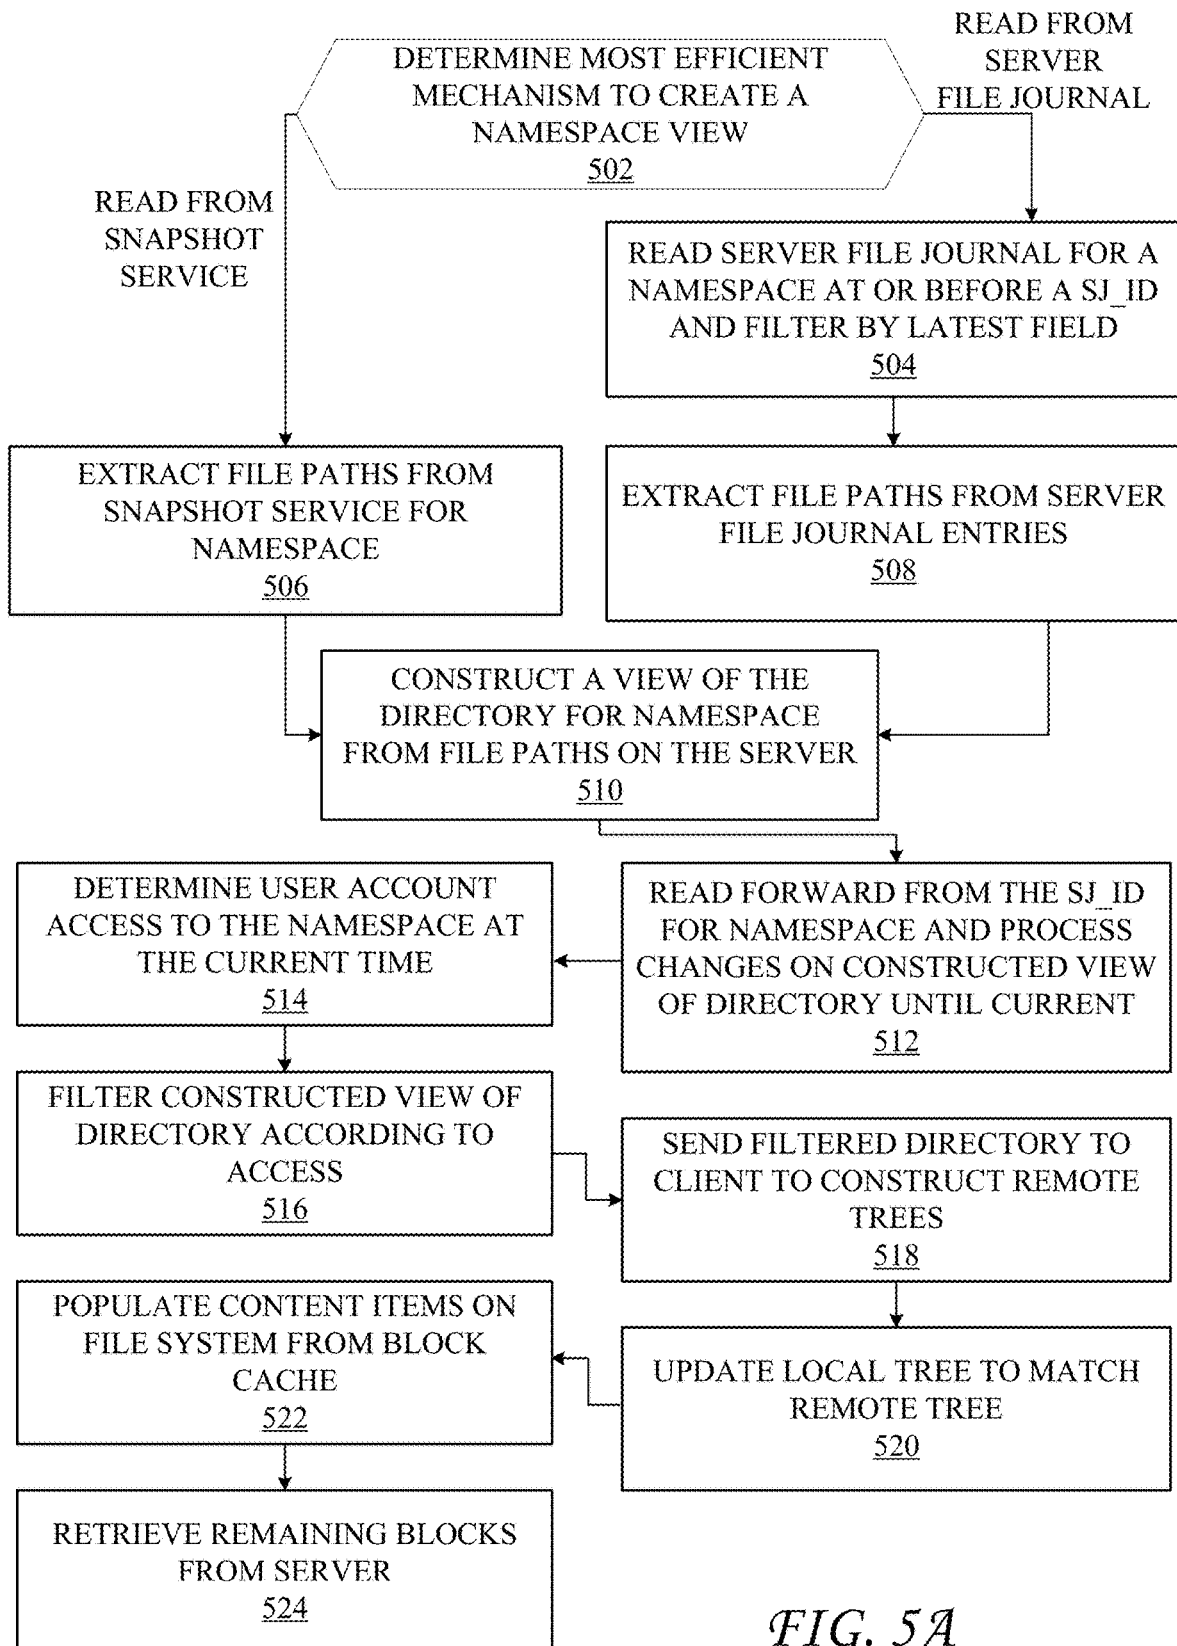 READ FROM
SERVER
FILE JOURNAL
DETERMINE MOST EFFICIENT
MECHANISM TO CREATE A
NAMESPACE VIEW
502
READ FROM
SNAPSHOT
SERVICE
READ SERVER FILE JOURNAL FOR A
NAMESPACE AT OR BEFORE A SJ_ID
AND FILTER BY LATEST FIELD
504
EXTRACT FILE PATHS FROM
SNAPSHOT SERVICE FOR
NAMESPACE
506
EXTRACT FILE PATHS FROM SERVER
FILE JOURNAL ENTRIES
508
CONSTRUCT A VIEW OF THE
DIRECTORY FOR NAMESPACE
FROM FILE PATHS ON THE SERVER
510
READ FORWARD FROM THE SJ_ID
FOR NAMESPACE AND PROCESS
CHANGES ON CONSTRUCTED VIEW
OF DIRECTORY UNTIL CURRENT
512
DETERMINE USER ACCOUNT
ACCESS TO THE NAMESPACE AT
THE CURRENT TIME
514
FILTER CONSTRUCTED VIEW OF
DIRECTORY ACCORDING TO
ACCESS
516
SEND FILTERED DIRECTORY TO
CLIENT TO CONSTRUCT REMOTE
TREES
518
UPDATE LOCAL TREE TO MATCH
REMOTE TREE
520
POPULATE CONTENT ITEMS ON
FILE SYSTEM FROM BLOCK
CACHE
522
RETRIEVE REMAINING BLOCKS
FROM SERVER
524
FIG. 5A